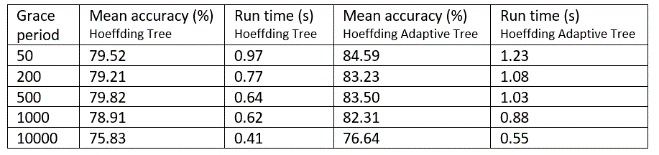 Grace period Mean accuracy (%) Hoeffding Tree Run time (s) Hoeffding Tree Mean accuracy (%) Hoeffding Adaptive Tree Run time (s) Hoeffding Adaptive Tree
50 79.52 0.97 84.59 1.23
200 79.21 0.77 83.23 1.08
500 79.82 0.64 83.50 1.03
1000 78.91 0.62 82.31 0.88
10000 75.83 0.41 76.64 0.55